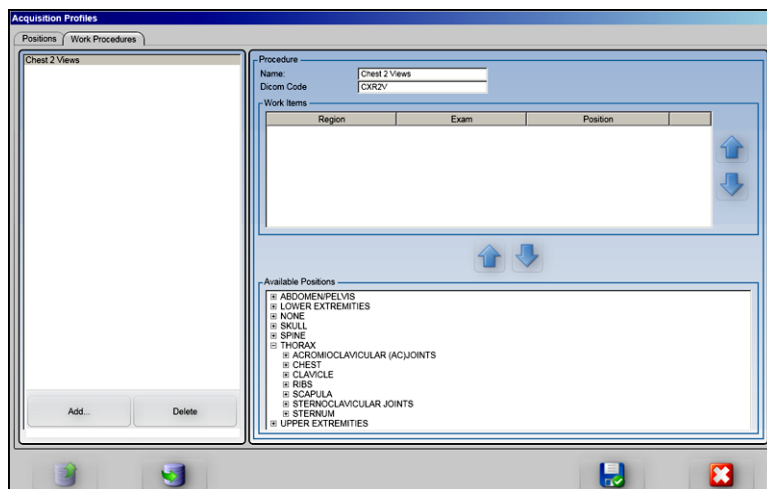 Acquisition Profiles
Positions
Work Procedures
Chest 2 Views
Add...
Delete
Procedure
Name:
Chest 2 Views
Dicom Code
CXR2V
Work Items
Region
Exam
Position
Available Positions
ABDOMEN/PELVIS
LOWER EXTREMITIES
NONE
SKULL
SPINE
THORAX
ACROMIOCLAVICULAR (AC)JOINTS
CHEST
CLAVICLE
RIBS
SCAPULA
STERNOCLAVICULAR JOINTS
STERNUM
UPPER EXTREMITIES